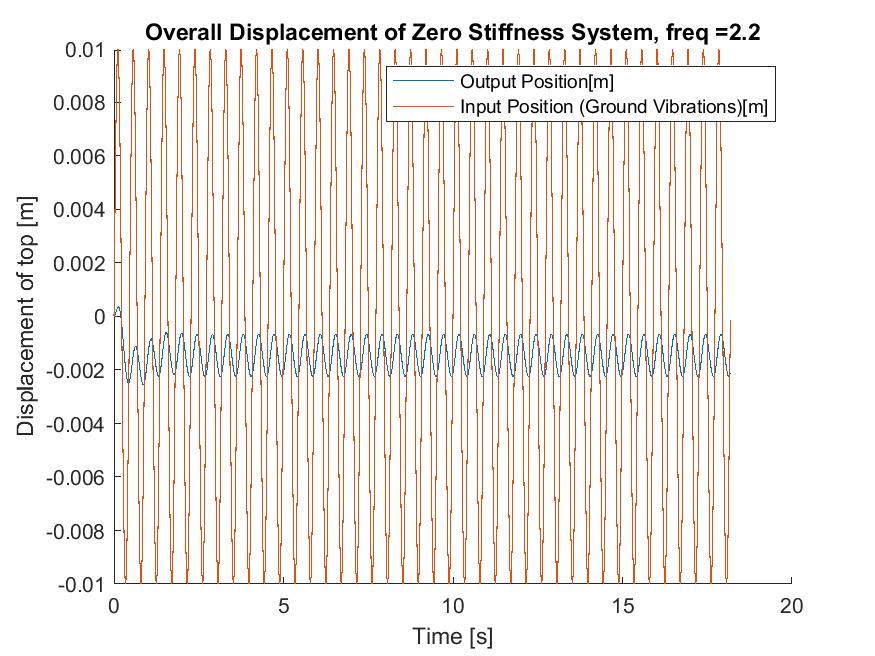 Overall Displacement of Zero Stiffness System, freq =2.2
0.01
Output Position[m]
0.008
Input Position (Ground Vibrations)[m]
0.006
0.004
0.002
0
-0.002
-0.004
-0.006
-0.008
-0.01
Displacement of top [m]
0 5 10 15 20
Time [s]